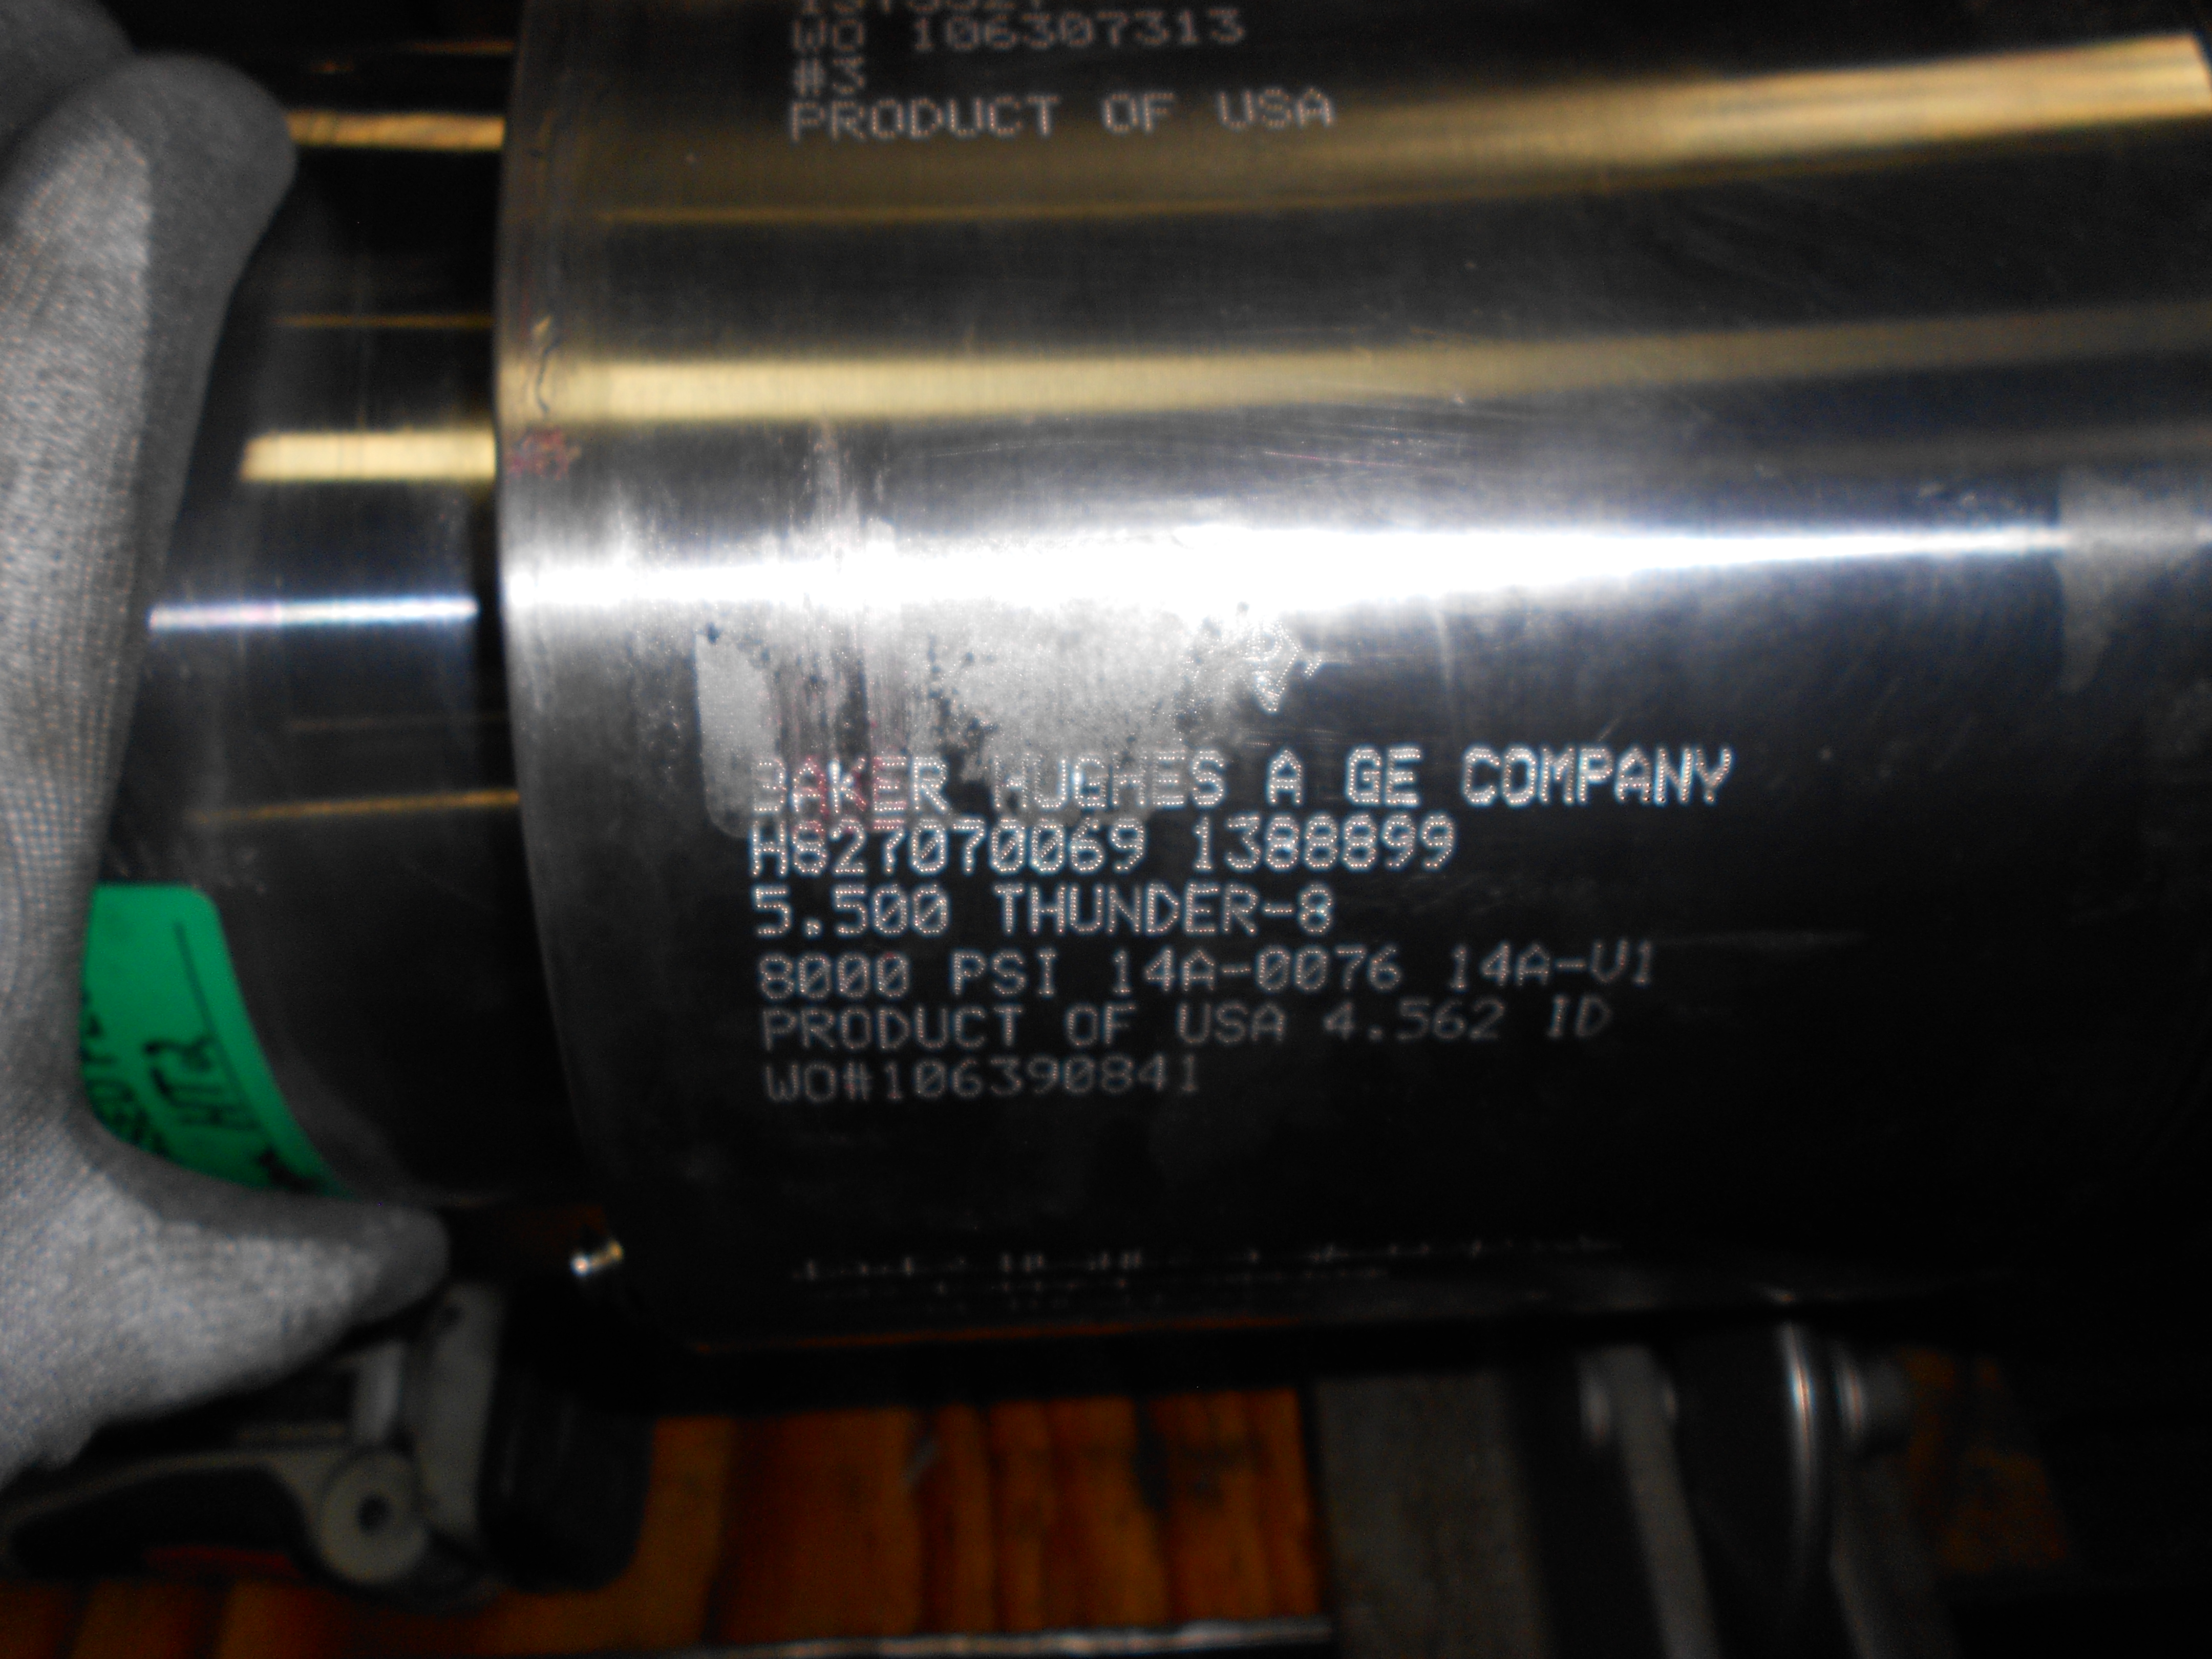 WO 106307313
#3
PRODUCT OF USA
BAKER HUGHES A GE COMPANY
H827070069 1388899
5.500 THUNDER-8
8000 PSI 14A-0076 14A-V1
PRODUCT OF USA 4.562 ID
WO#106390841
HTR